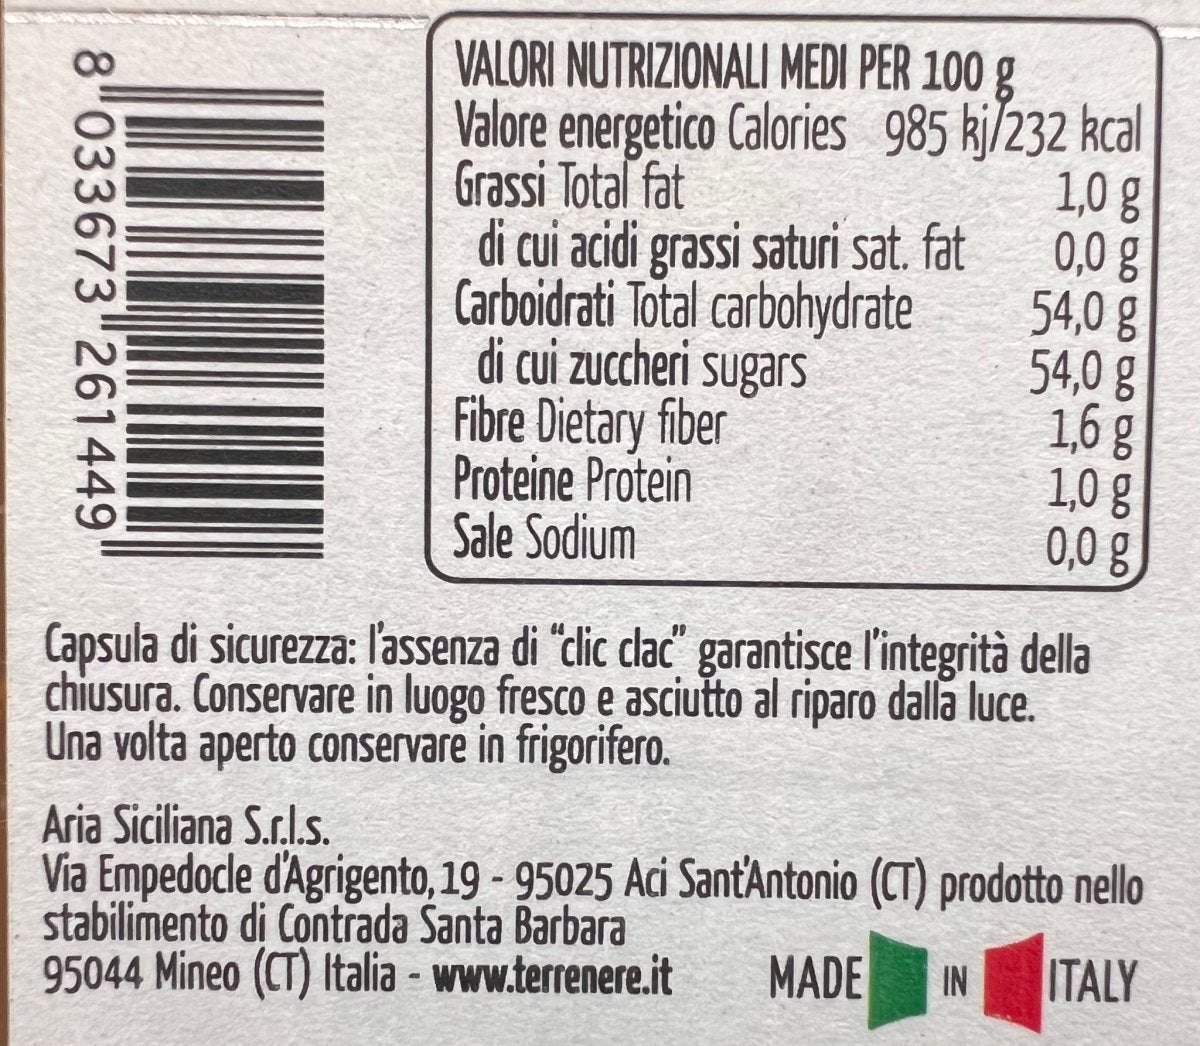 8 033673 261449
VALORI NUTRIZIONALI MEDI PER 100 g
Valore energetico Calories 985 kj/232 kcal
Grassi Total fat 1,0 g
di cui acidi grassi saturi sat. fat 0,0 g
Carboidrati Total carbohydrate 54,0 g
di cui zuccheri sugars 54,0 g
Fibre Dietary fiber 1,6 g
Proteine Protein 1,0 g
Sale Sodium 0,0 g
Capsula di sicurezza: l'assenza di “clic clac” garantisce l'integrità della
chiusura. Conservare in luogo fresco e asciutto al riparo dalla luce.
Una volta aperto conservare in frigorifero.
Aria Siciliana S.r.l.s.
Via Empedocle d'Agrigento, 19 - 95025 Aci Sant'Antonio (CT) prodotto nello
stabilimento di Contrada Santa Barbara
95044 Mineo (CT) Italia - www.terrenere.it
MADE IN ITALY